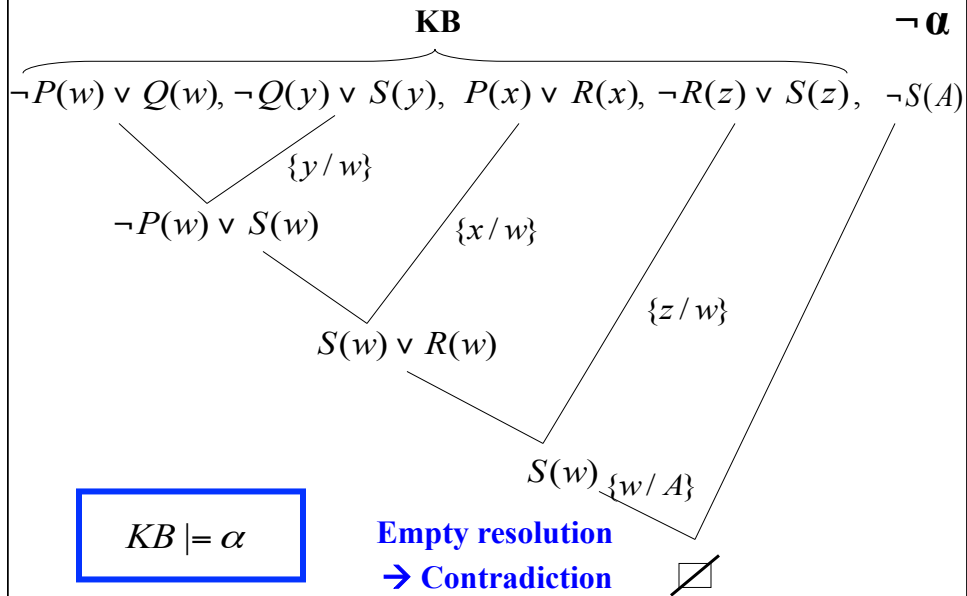 KB ¬α
¬P(w) ∨ Q(w), ¬Q(y) ∨ S(y), P(x) ∨ R(x), ¬R(z) ∨ S(z), ¬S(A)
{y / w}
¬P(w) ∨ S(w)
{x / w}
{z / w}
S(w) ∨ R(w)
S(w) {w / A}
KB |= α
Empty resolution
→ Contradiction